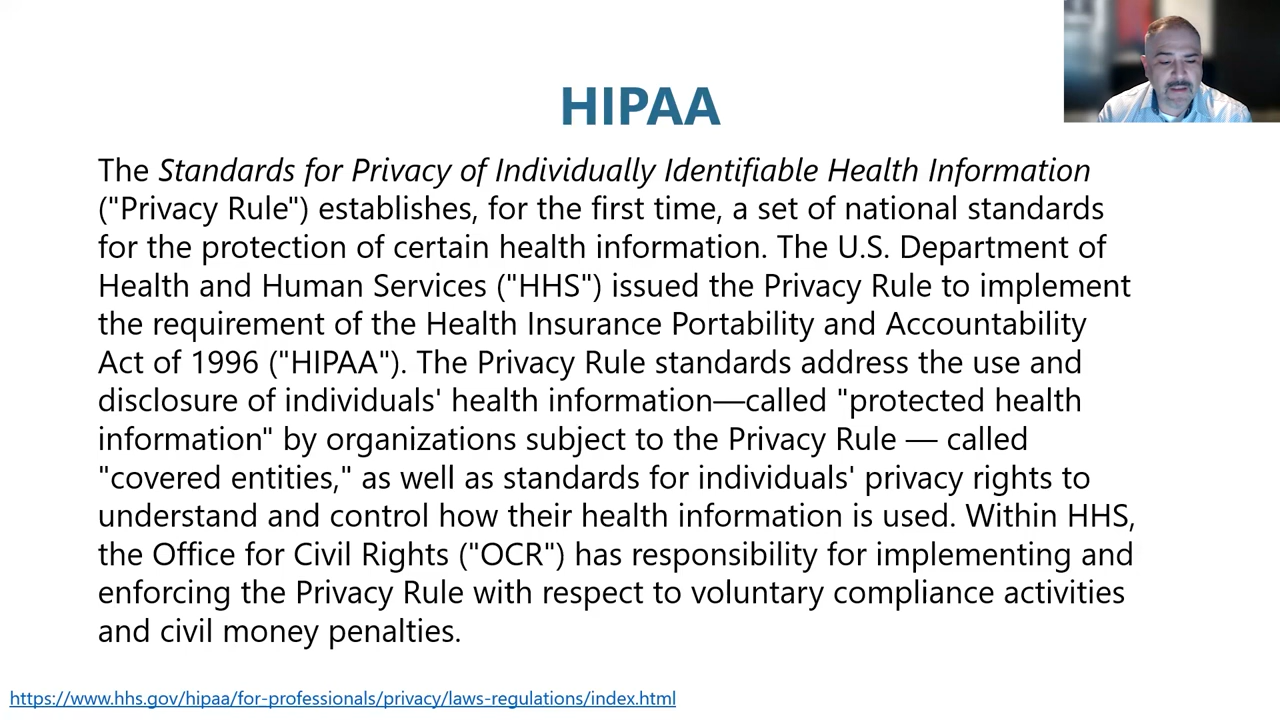 HIPAA
The Standards for Privacy of Individually Identifiable Health Information
("Privacy Rule") establishes, for the first time, a set of national standards
for the protection of certain health information. The U.S. Department of
Health and Human Services ("HHS") issued the Privacy Rule to implement
the requirement of the Health Insurance Portability and Accountability
Act of 1996 ("HIPAA"). The Privacy Rule standards address the use and
disclosure of individuals' health information—called "protected health
information" by organizations subject to the Privacy Rule — called
"covered entities," as well as standards for individuals' privacy rights to
understand and control how their health information is used. Within HHS,
the Office for Civil Rights ("OCR") has responsibility for implementing and
enforcing the Privacy Rule with respect to voluntary compliance activities
and civil money penalties.
https://www.hhs.gov/hipaa/for-professionals/privacy/laws-regulations/index.html